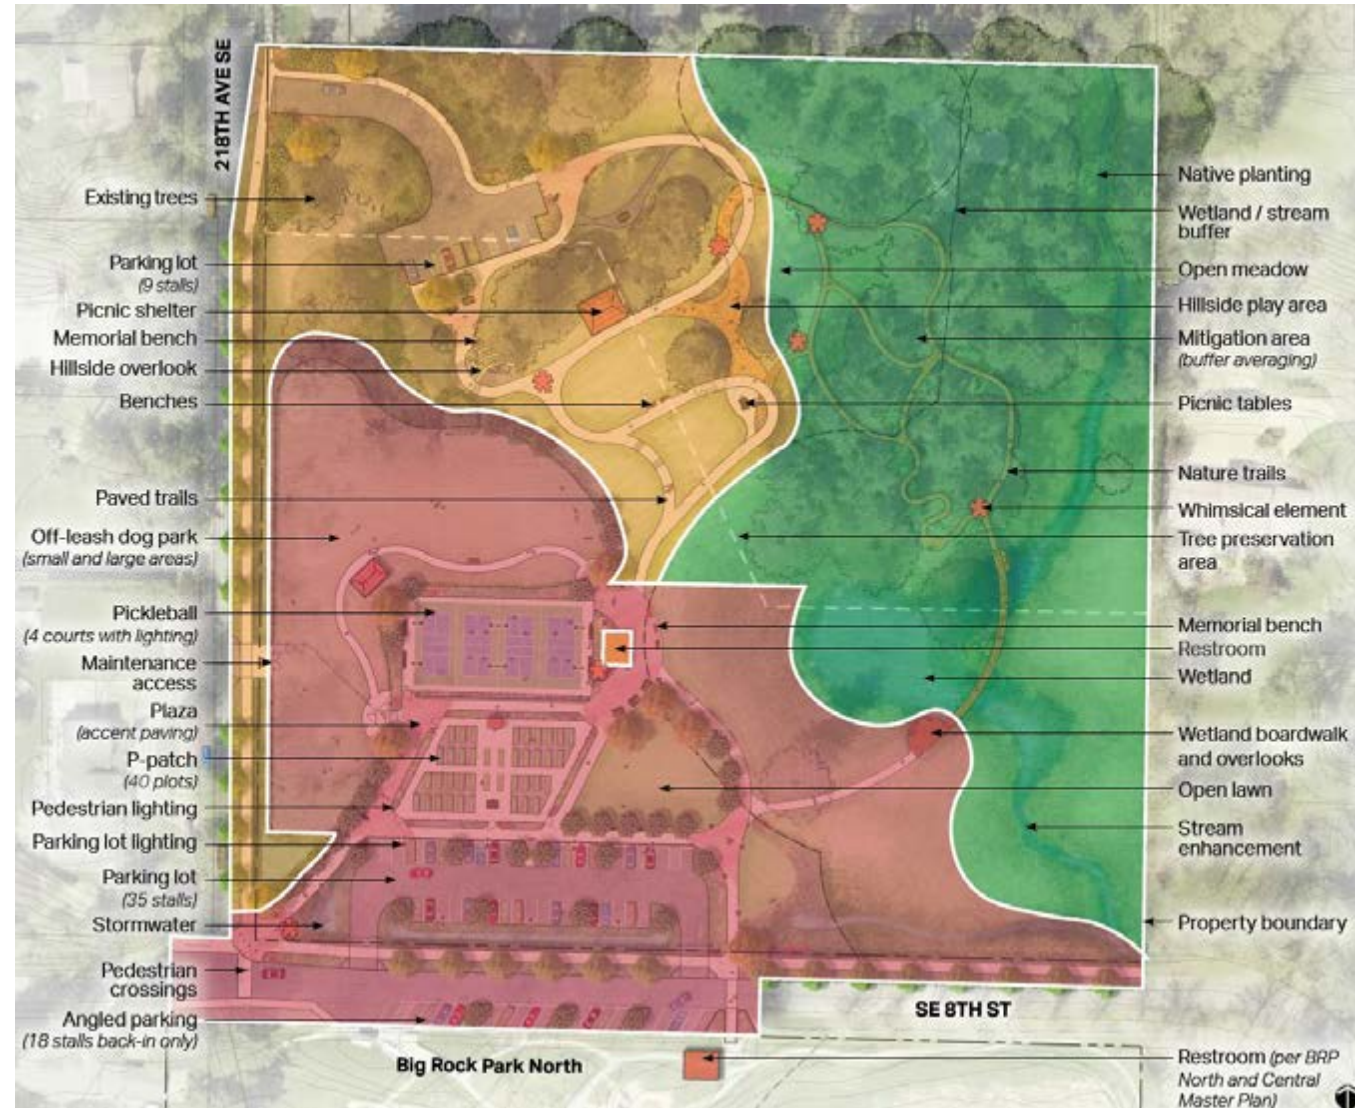 218TH AVE SE
Existing trees
Parking lot
(9 stalls)
Picnic shelter
Memorial bench
Hillside overlook
Benches
Paved trails
Off-leash dog park
(small and large areas)
Pickleball
(4 courts with lighting)
Maintenance
access
Plaza
(accent paving)
P-patch
(40 plots)
Pedestrian lighting
Parking lot lighting
Parking lot
(35 stalls)
Stormwater
Pedestrian
crossings
Angled parking
(18 stalls back-in only)
Native planting
Wetland / stream
buffer
Open meadow
Hillside play area
Mitigation area
(buffer averaging)
Picnic tables
Nature trails
Whimsical element
Tree preservation
area
Memorial bench
Restroom
Wetland
Wetland boardwalk
and overlooks
Open lawn
Stream
enhancement
Property boundary
SE 8TH ST
Big Rock Park North
Restroom (per BRP
North and Central
Master Plan)